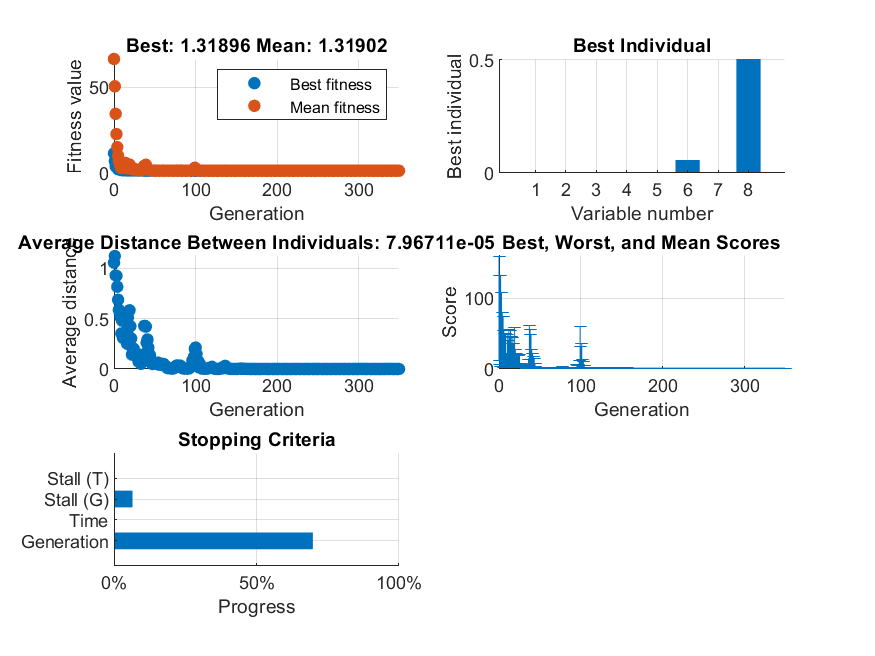 Best: 1.31896 Mean: 1.31902
Fitness value
50
0
Best fitness
Mean fitness
0 100 200 300
Generation
Best Individual
Best individual
0.5
0
1 2 3 4 5 6 7 8
Variable number
Average Distance Between Individuals: 7.96711e-05
Average distance
1
0.5
0
0 100 200 300
Generation
Best, Worst, and Mean Scores
Score
100
0
0 100 200 300
Generation
Stopping Criteria
Stall (T)
Stall (G)
Time
Generation
0% 50% 100%
Progress